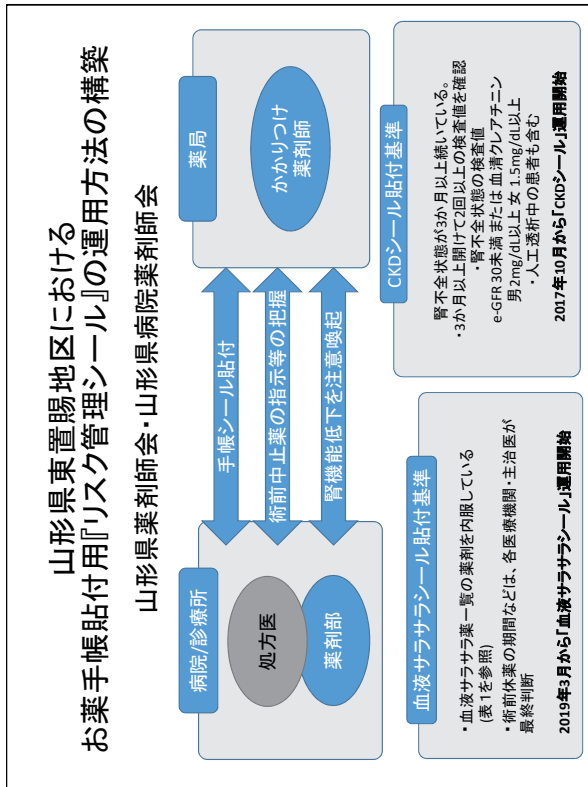 山形県東置賜地区における
お薬手帳貼付用『リスク管理シール』の運用方法の構築
山形県薬剤師会・山形県病院薬剤師会
病院/診療所
処方医
薬剤部
手帳シール貼付
術前中止薬の指示等の把握
腎機能低下を注意喚起
薬局
かかりつけ
薬剤師
血液サラサラシール貼付基準
・血液サラサラ薬一覧の薬剤を内服している
(表1を参照)
・術前休薬の期間などは、各医療機関・主治医が
最終判断
2019年3月から「血液サラサラシール」運用開始
CKDシール貼付基準
腎不全状態が3か月以上続いている。
・3か月以上開けて2回以上の検査値を確認
・腎不全状態の検査値
e-GFR 30未満 または 血清クレアチニン
男2mg/dL以上 女 1.5mg/dL以上
・人工透析中の患者も含む
2017年10月から「CKDシール」運用開始